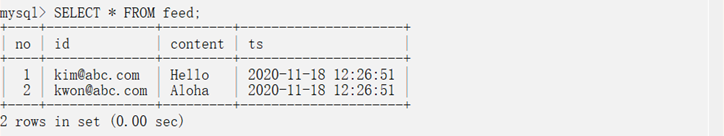 mysql> SELECT * FROM feed;
+----+--------------+---------+---------------------+
| no | id | content | ts |
+----+--------------+---------+---------------------+
| 1 | kim@abc.com | Hello | 2020-11-18 12:26:51 |
| 2 | kwon@abc.com | Aloha | 2020-11-18 12:26:51 |
+----+--------------+---------+---------------------+
2 rows in set (0.00 sec)